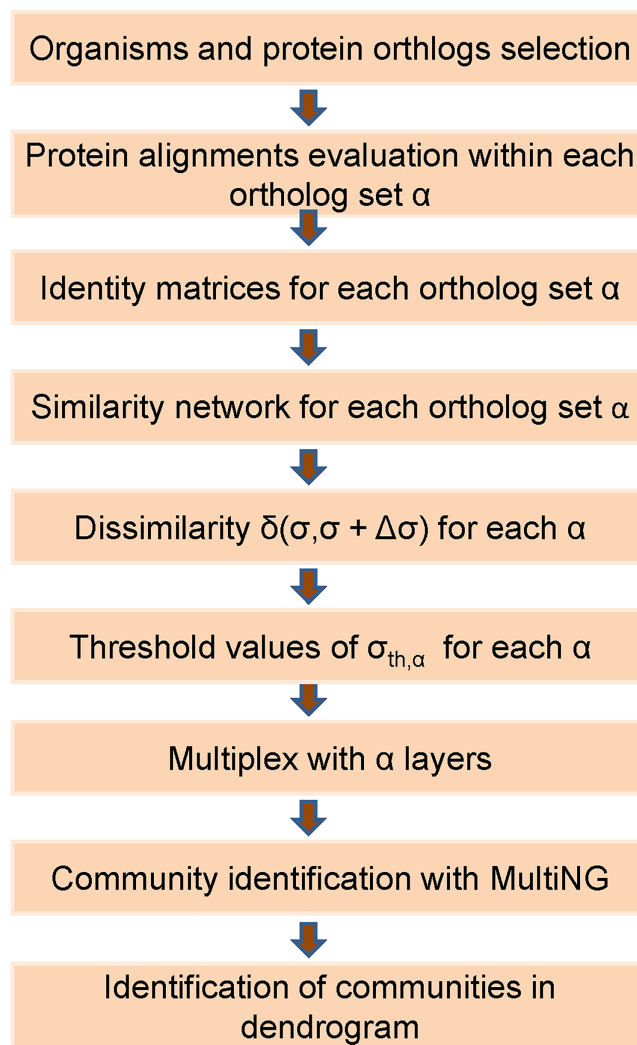 Organisms and protein orthlogs selection
Protein alignments evaluation within each
ortholog set α
Identity matrices for each ortholog set α
Similarity network for each ortholog set α
Dissimilarity δ(σ,σ + Δσ) for each α
Threshold values of σth,α for each α
Multiplex with α layers
Community identification with MultiNG
Identification of communities in
dendrogram